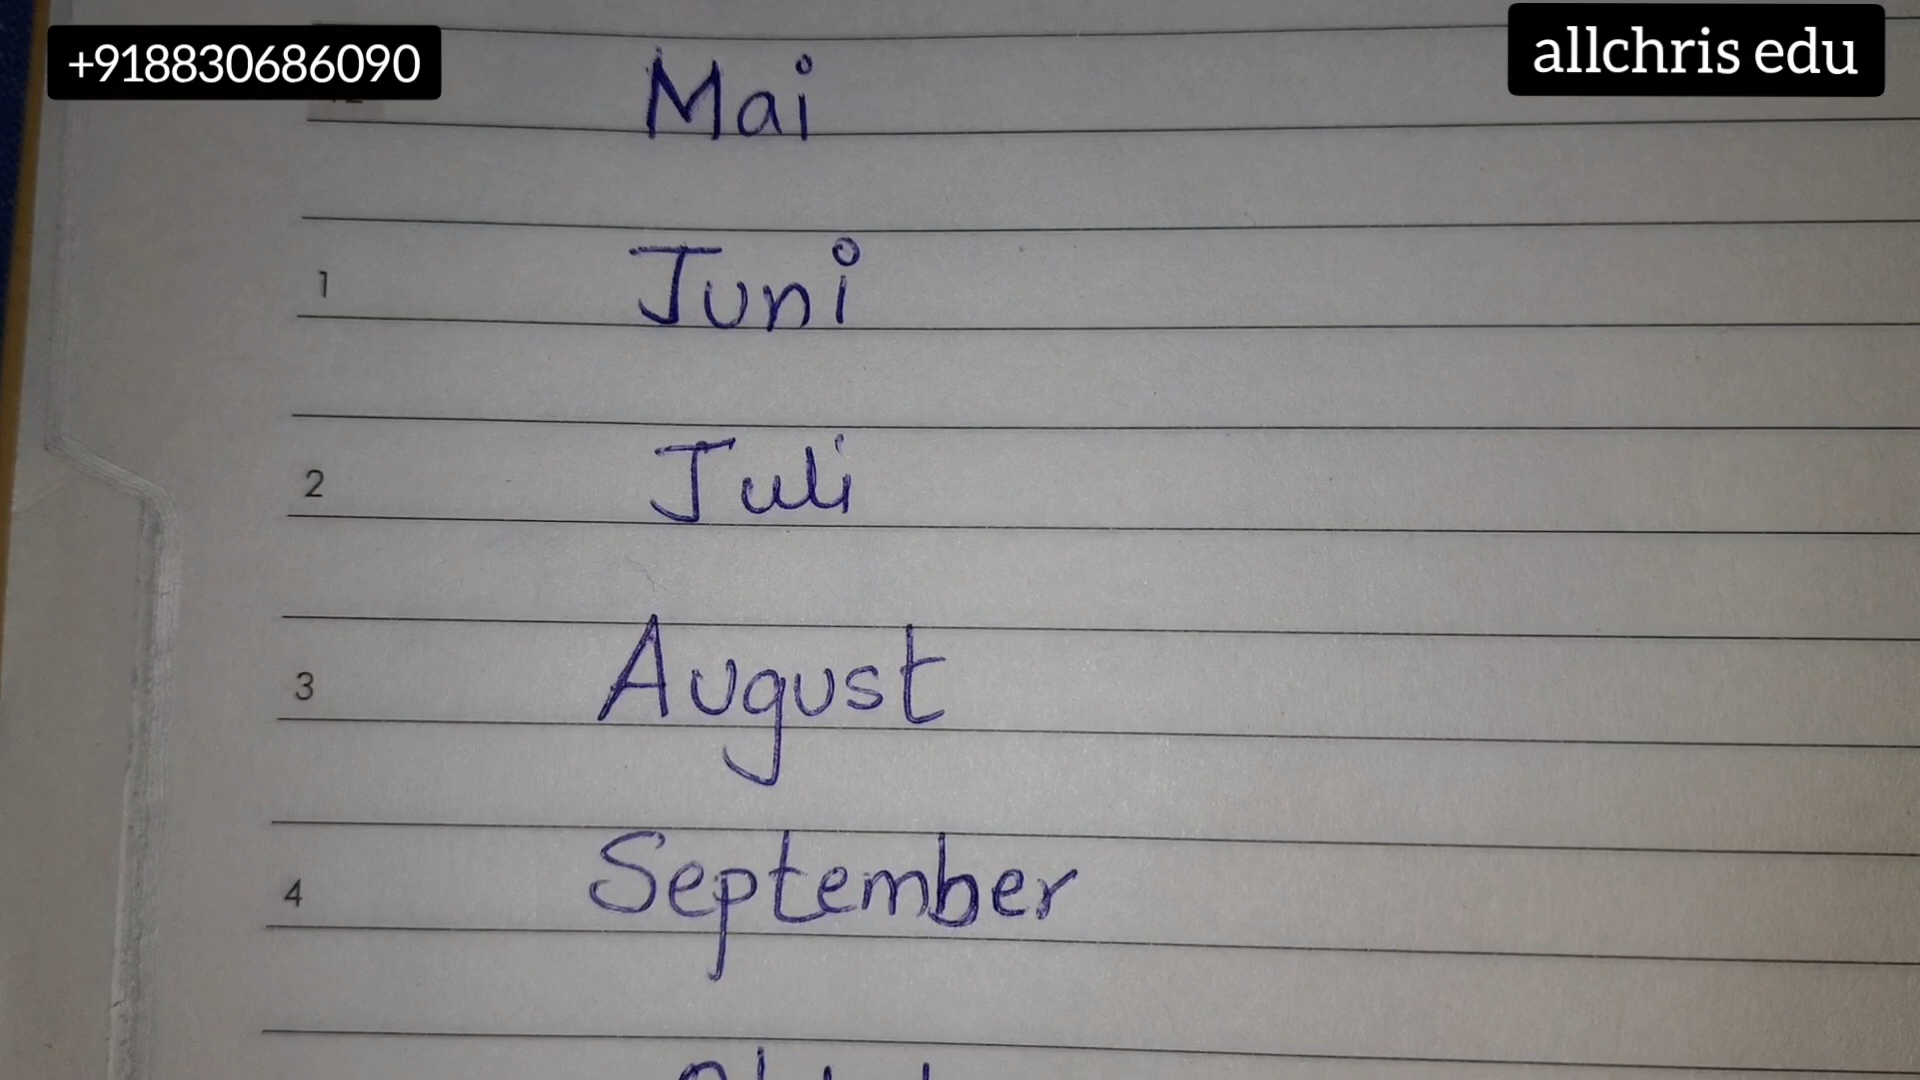 +918830686090
allchris edu
Mai
1 Juni
2 Juli
3 August
4 September